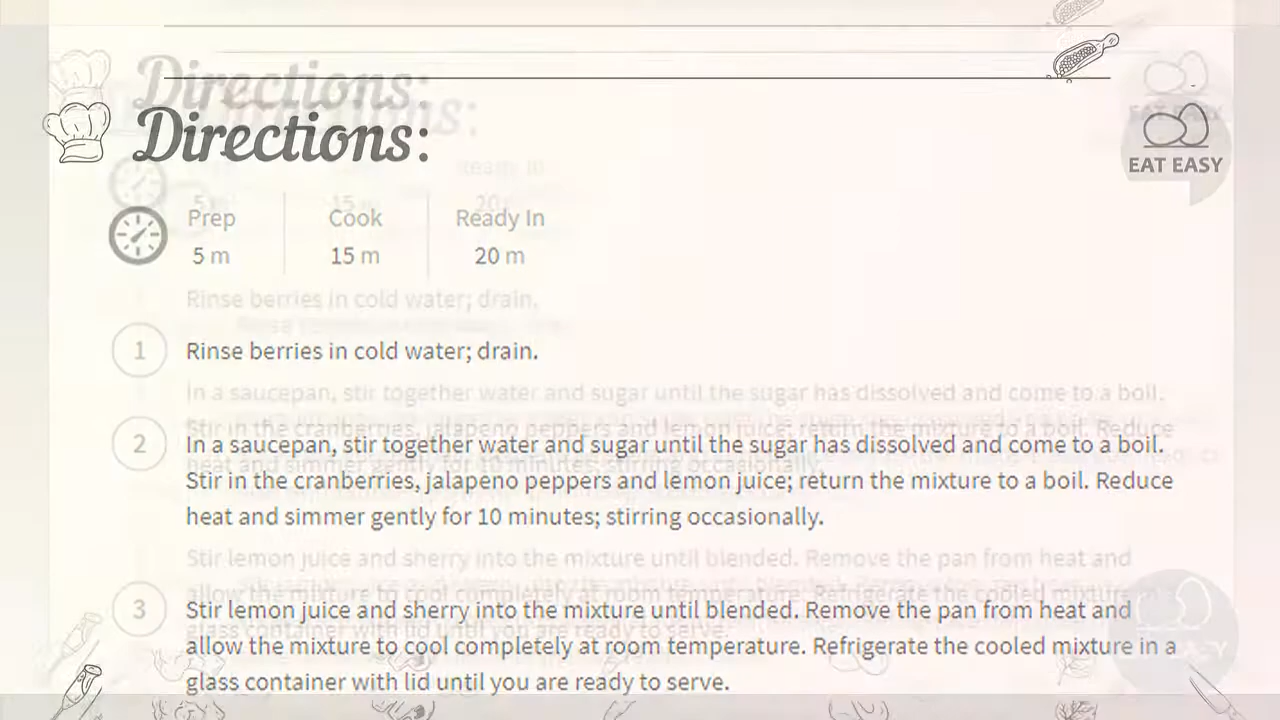 Directions:
EAT EASY
Prep Cook Ready In
5 m 15 m 20 m
1 Rinse berries in cold water; drain.
2 In a saucepan, stir together water and sugar until the sugar has dissolved and come to a boil.
Stir in the cranberries, jalapeno peppers and lemon juice; return the mixture to a boil. Reduce
heat and simmer gently for 10 minutes; stirring occasionally.
3 Stir lemon juice and sherry into the mixture until blended. Remove the pan from heat and
allow the mixture to cool completely at room temperature. Refrigerate the cooled mixture in a
glass container with lid until you are ready to serve.